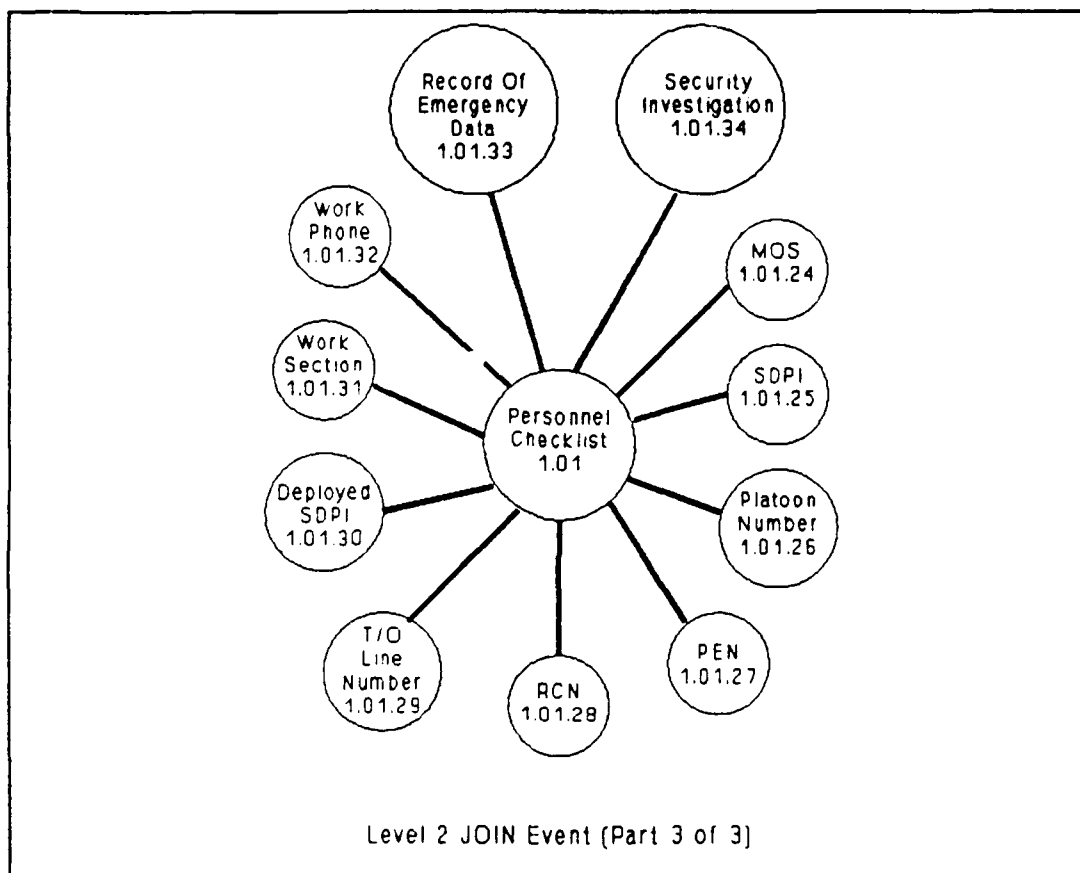 Record Of
Emergency
Data
1.01.33
Security
Investigation
1.01.34
Work
Phone
1.01.32
MOS
1.01.24
Work
Section
1.01.31
SDPI
1.01.25
Personnel
Checklist
1.01
Deployed
SDPI
1.01.30
Platoon
Number
1.01.26
T/O
Line
Number
1.01.29
RCN
1.01.28
PEN
1.01.27
Level 2 JOIN Event (Part 3 of 3)